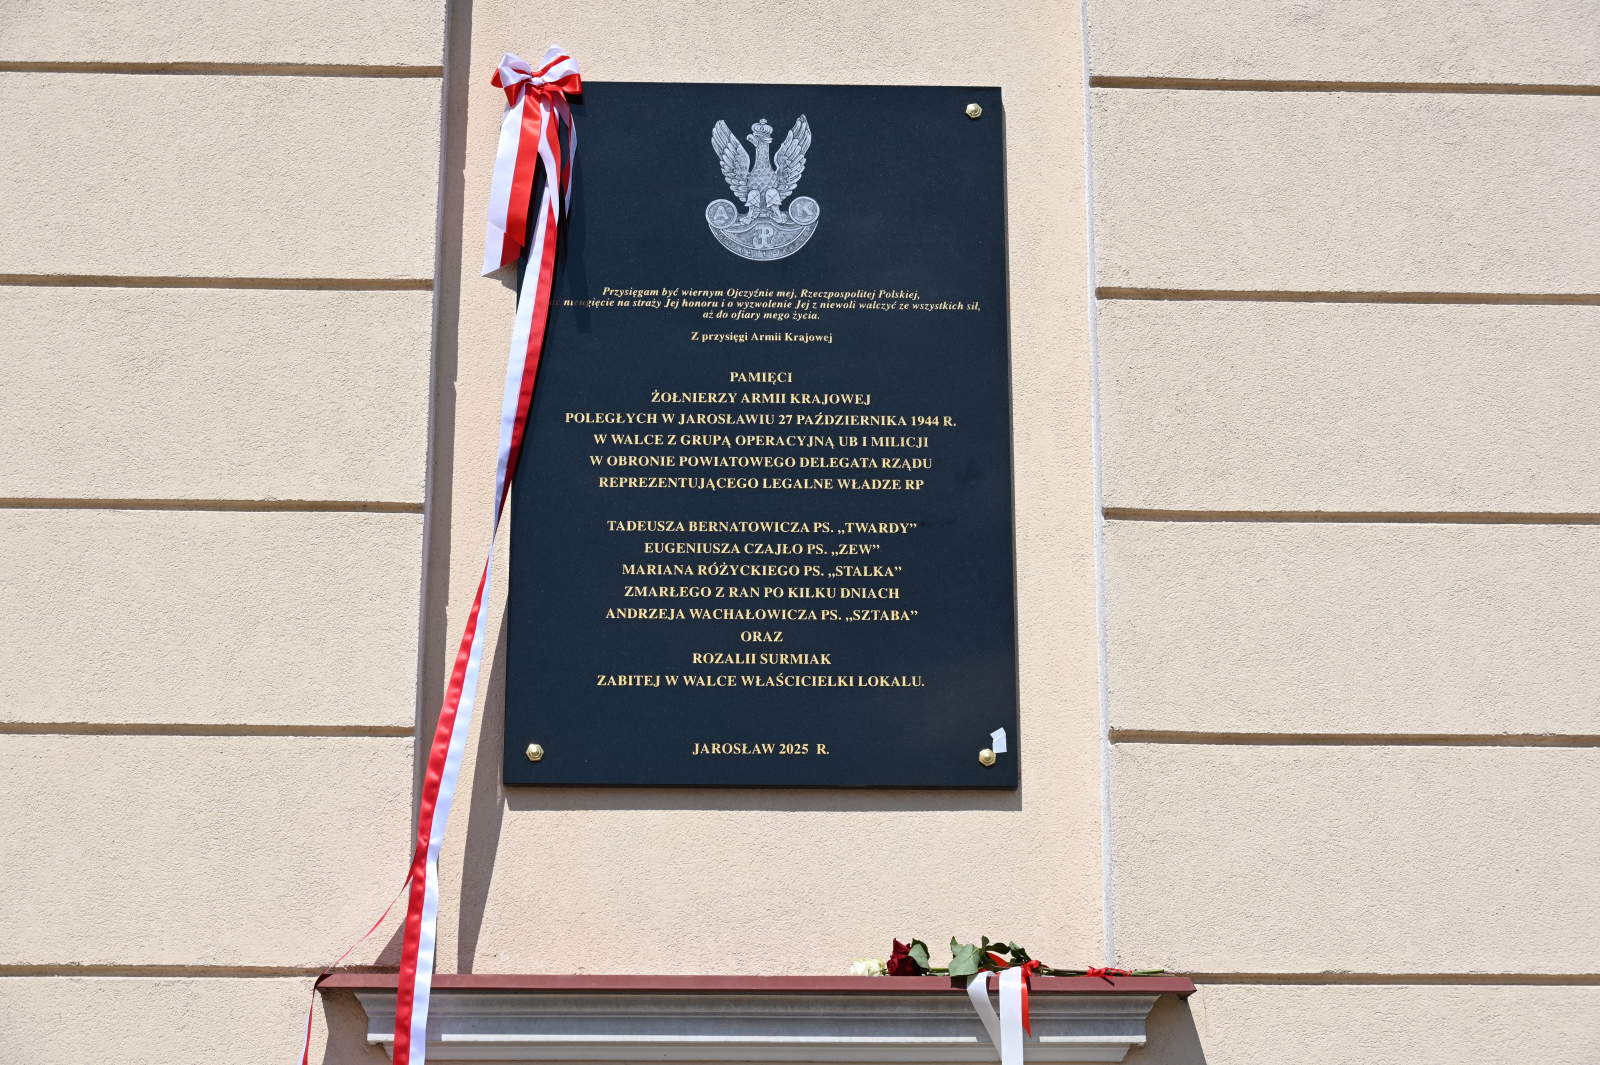 A K
Przysięgam być wiernym Ojczyźnie mej, Rzeczpospolitej Polskiej,
nieugięcie na straży Jej honoru i o wyzwolenie Jej z niewoli walczyć ze wszystkich sił,
aż do ofiary mego życia.
Z przysięgi Armii Krajowej
PAMIĘCI
ŻOŁNIERZY ARMII KRAJOWEJ
POLEGŁYCH W JAROSŁAWIU 27 PAŹDZIERNIKA 1944 R.
W WALCE Z GRUPĄ OPERACYJNĄ UB I MILICJI
W OBRONIE POWIATOWEGO DELEGATA RZĄDU
REPREZENTUJĄCEGO LEGALNE WŁADZE RP
TADEUSZA BERNATOWICZA PS. „TWARDY”
EUGENIUSZA CZAJŁO PS. „ZEW”
MARIANA RÓŻYCKIEGO PS. „STALKA”
ZMARŁEGO Z RAN PO KILKU DNIACH
ANDRZEJA WACHAŁOWICZA PS. „SZTABA”
ORAZ
ROZALII SURMIAK
ZABITEJ W WALCE WŁAŚCICIELKI LOKALU.
JAROSŁAW 2025 R.